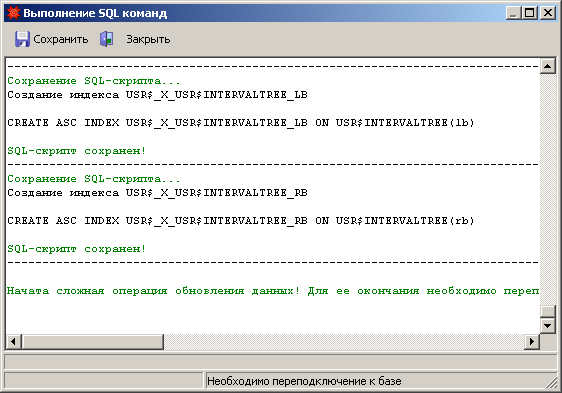 Выполнение SQL команд
Сохранить Закрыть
Сохранение SQL-скрипта...
Создание индекса USR$_X_USR$INTERVALTREE_LB
CREATE ASC INDEX USR$_X_USR$INTERVALTREE_LB ON USR$INTERVALTREE(lb)
SQL-скрипт сохранен!
Сохранение SQL-скрипта...
Создание индекса USR$_X_USR$INTERVALTREE_RB
CREATE ASC INDEX USR$_X_USR$INTERVALTREE_RB ON USR$INTERVALTREE(rb)
SQL-скрипт сохранен!
Начата сложная операция обновления данных! Для ее окончания необходимо переп
Необходимо переподключение к базе